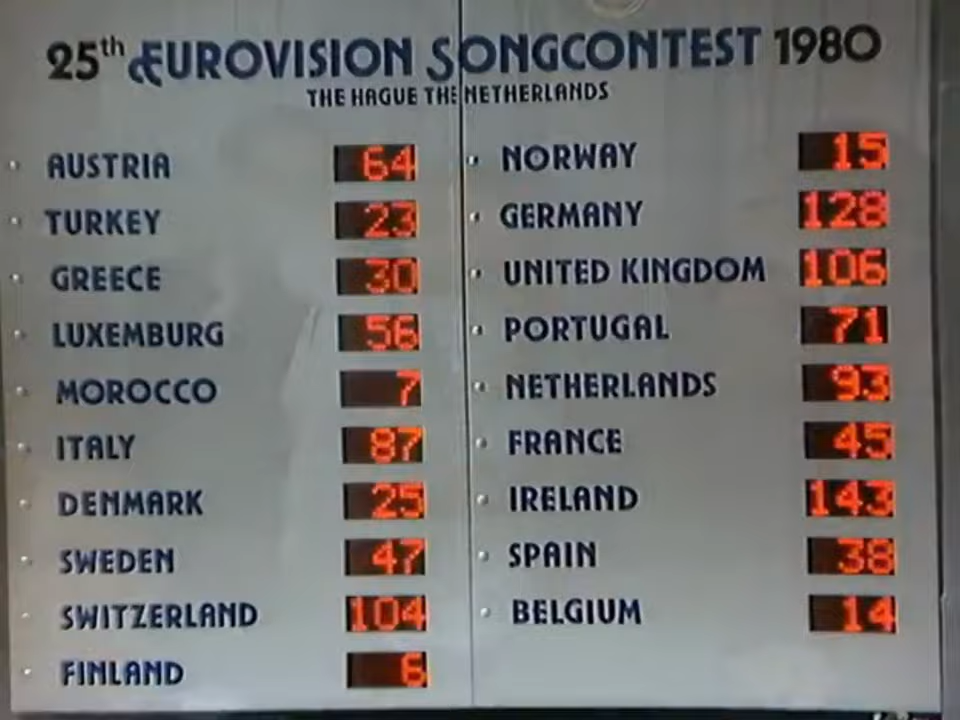 25th EUROVISION SONGCONTEST 1980
THE HAGUE THE NETHERLANDS
AUSTRIA 64
TURKEY 23
GREECE 30
LUXEMBURG 56
MOROCCO 7
ITALY 87
DENMARK 25
SWEDEN 47
SWITZERLAND 104
FINLAND 6
NORWAY 15
GERMANY 128
UNITED KINGDOM 106
PORTUGAL 71
NETHERLANDS 93
FRANCE 45
IRELAND 143
SPAIN 38
BELGIUM 14